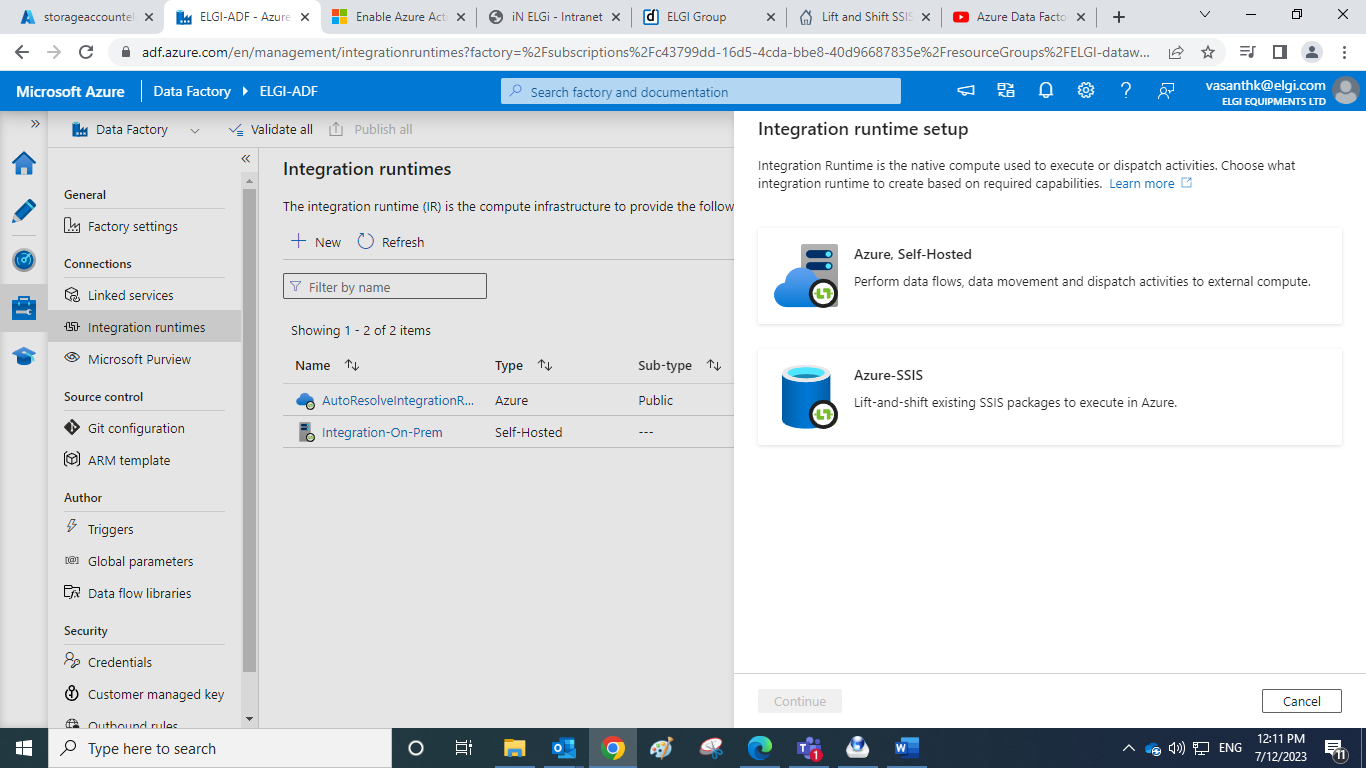 storageaccountel
ELGI-ADF - Azure
Enable Azure Act
iN ELGi - Intranet
ELGI Group
Lift and Shift SSIS
Azure Data Facto
adf.azure.com/en/management/integrationruntimes?factory=%2Fsubscriptions%2Fc43799dd-16d5-4cda-bbe8-40d96687835e%2FresourceGroups%2FELGI-dataw...
Microsoft Azure
Data Factory
ELGI-ADF
Search factory and documentation
vasanthk@elgi.com
ELGI EQUIPMENTS LTD
Data Factory
Validate all
Publish all
General
Factory settings
Connections
Linked services
Integration runtimes
Microsoft Purview
Source control
Git configuration
ARM template
Author
Triggers
Global parameters
Data flow libraries
Security
Credentials
Customer managed key
Outbound rules
Integration runtimes
The integration runtime (IR) is the compute infrastructure to provide the follow
New
Refresh
Filter by name
Showing 1 - 2 of 2 items
Name Type Sub-type
AutoResolveIntegrationR... Azure Public
Integration-On-Prem Self-Hosted ---
Integration runtime setup
Integration Runtime is the native compute used to execute or dispatch activities. Choose what
integration runtime to create based on required capabilities. Learn more
Azure, Self-Hosted
Perform data flows, data movement and dispatch activities to external compute.
Azure-SSIS
Lift-and-shift existing SSIS packages to execute in Azure.
Continue
Cancel
Type here to search
1
ENG
12:11 PM
7/12/2023
11